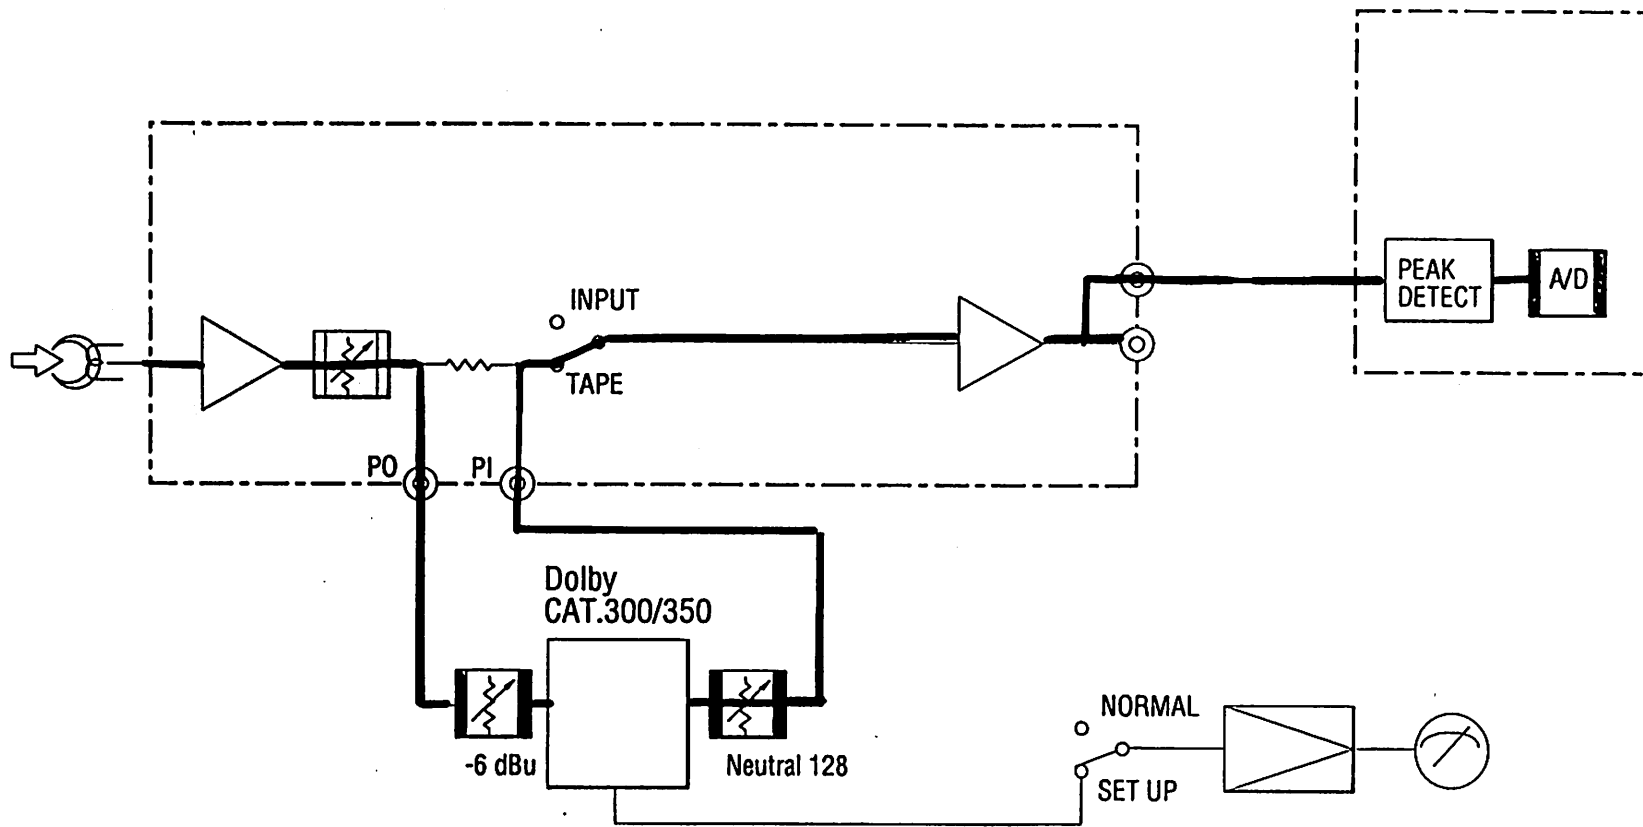 PEAK
DETECT
A/D
INPUT
TAPE
PO
PI
Dolby
CAT.300/350
-6 dBu
Neutral 128
NORMAL
SET UP